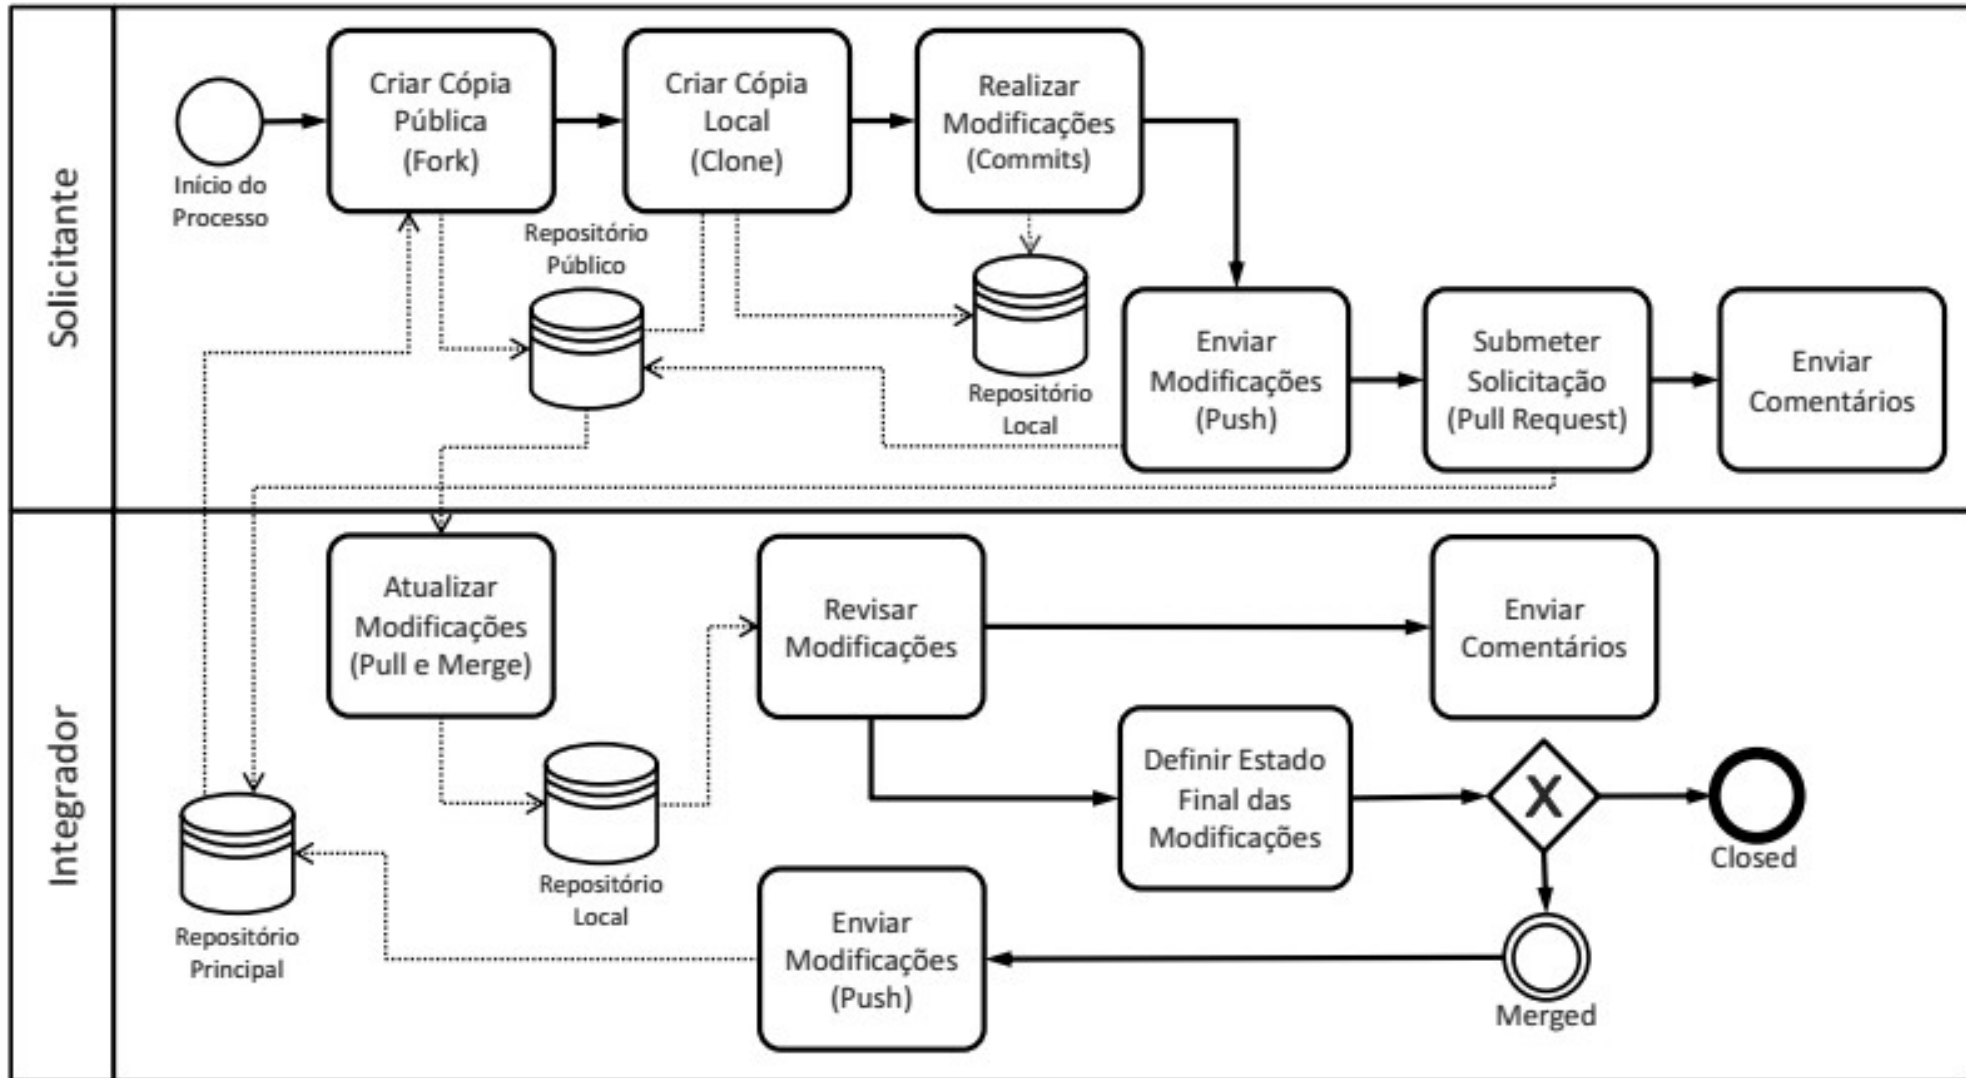 Solicitante
Início do
Processo
Criar Cópia
Pública
(Fork)
Criar Cópia
Local
(Clone)
Realizar
Modificações
(Commits)
Repositório
Público
Repositório
Local
Enviar
Modificações
(Push)
Submeter
Solicitação
(Pull Request)
Enviar
Comentários
Integrador
Atualizar
Modificações
(Pull e Merge)
Revisar
Modificações
Enviar
Comentários
Definir Estado
Final das
Modificações
X
Closed
Repositório
Local
Repositório
Principal
Enviar
Modificações
(Push)
Merged